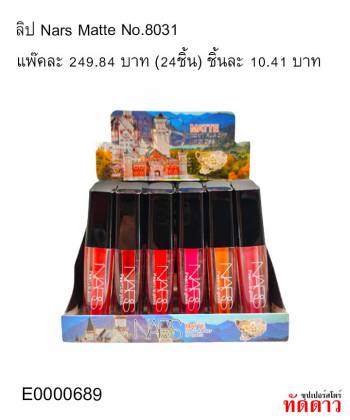 ลิป Nars Matte No.8031
แพ๊คละ 249.84 บาท (24ชิ้น) ชิ้นละ 10.41 บาท
MATTE
NARS NARS NARS NARS NARS NARS
NARS
E0000689
ซุปเปอร์สโตร์
ทัดดาว